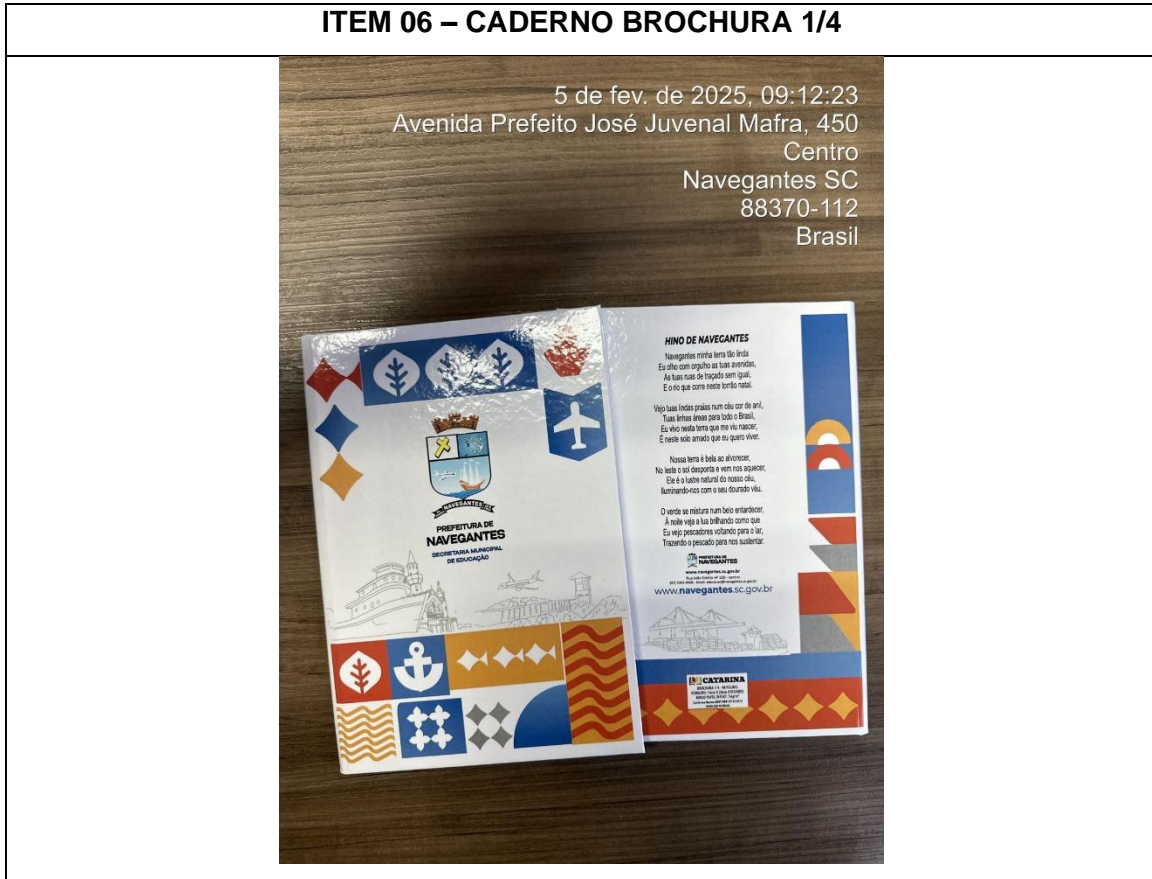 ITEM 06 – CADERNO BROCHURA 1/4
5 de fev. de 2025, 09:12:23
Avenida Prefeito José Juvenal Mafra, 450
Centro
Navegantes SC
88370-112
Brasil
NAVEGANTES
PREFEITURA DE
NAVEGANTES
SECRETARIA MUNICIPAL
DE EDUCAÇÃO
HINO DE NAVEGANTES
Navegantes minha terra tão linda
Eu olho com orgulho as tuas avenidas,
As tuas ruas de traçado sem igual,
E o rio que corre neste torrão natal.
Vejo tuas lindas praias num céu cor de anil,
Tuas linhas áreas para todo o Brasil,
Eu vivo nesta terra que me viu nascer,
É neste solo amado que eu quero viver.
Nossa terra é bela ao alvorecer,
No leste o sol desponta e vem nos aquecer,
Ele é o lustre natural do nosso céu,
Iluminando-nos com o seu dourado véu.
O verde se mistura num belo entardecer,
À noite veja a lua brilhando como que
Eu vejo pescadores voltando para o lar,
Trazendo o pescado para nos sustentar.
PREFEITURA DE
NAVEGANTES
www.navegantes.sc.gov.br
www.navegantes.sc.gov.br
CATARINA